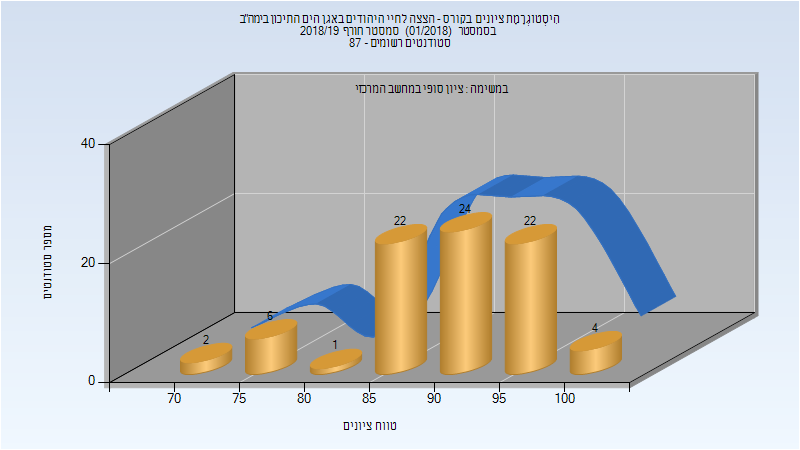 היסטוגרמת ציונים בקורס - הצצה לחיי היהודים באגן הים התיכון בימה"ב
בסמסטר (01/2018) סמסטר חורף 2018/19
סטודנטים רשומים - 87
במשימה : ציון סופי במחשב המרכזי
מספר סטודנטים
40
20
0
2
6
1
22
24
22
4
70
75
80
85
90
95
100
טווח ציונים